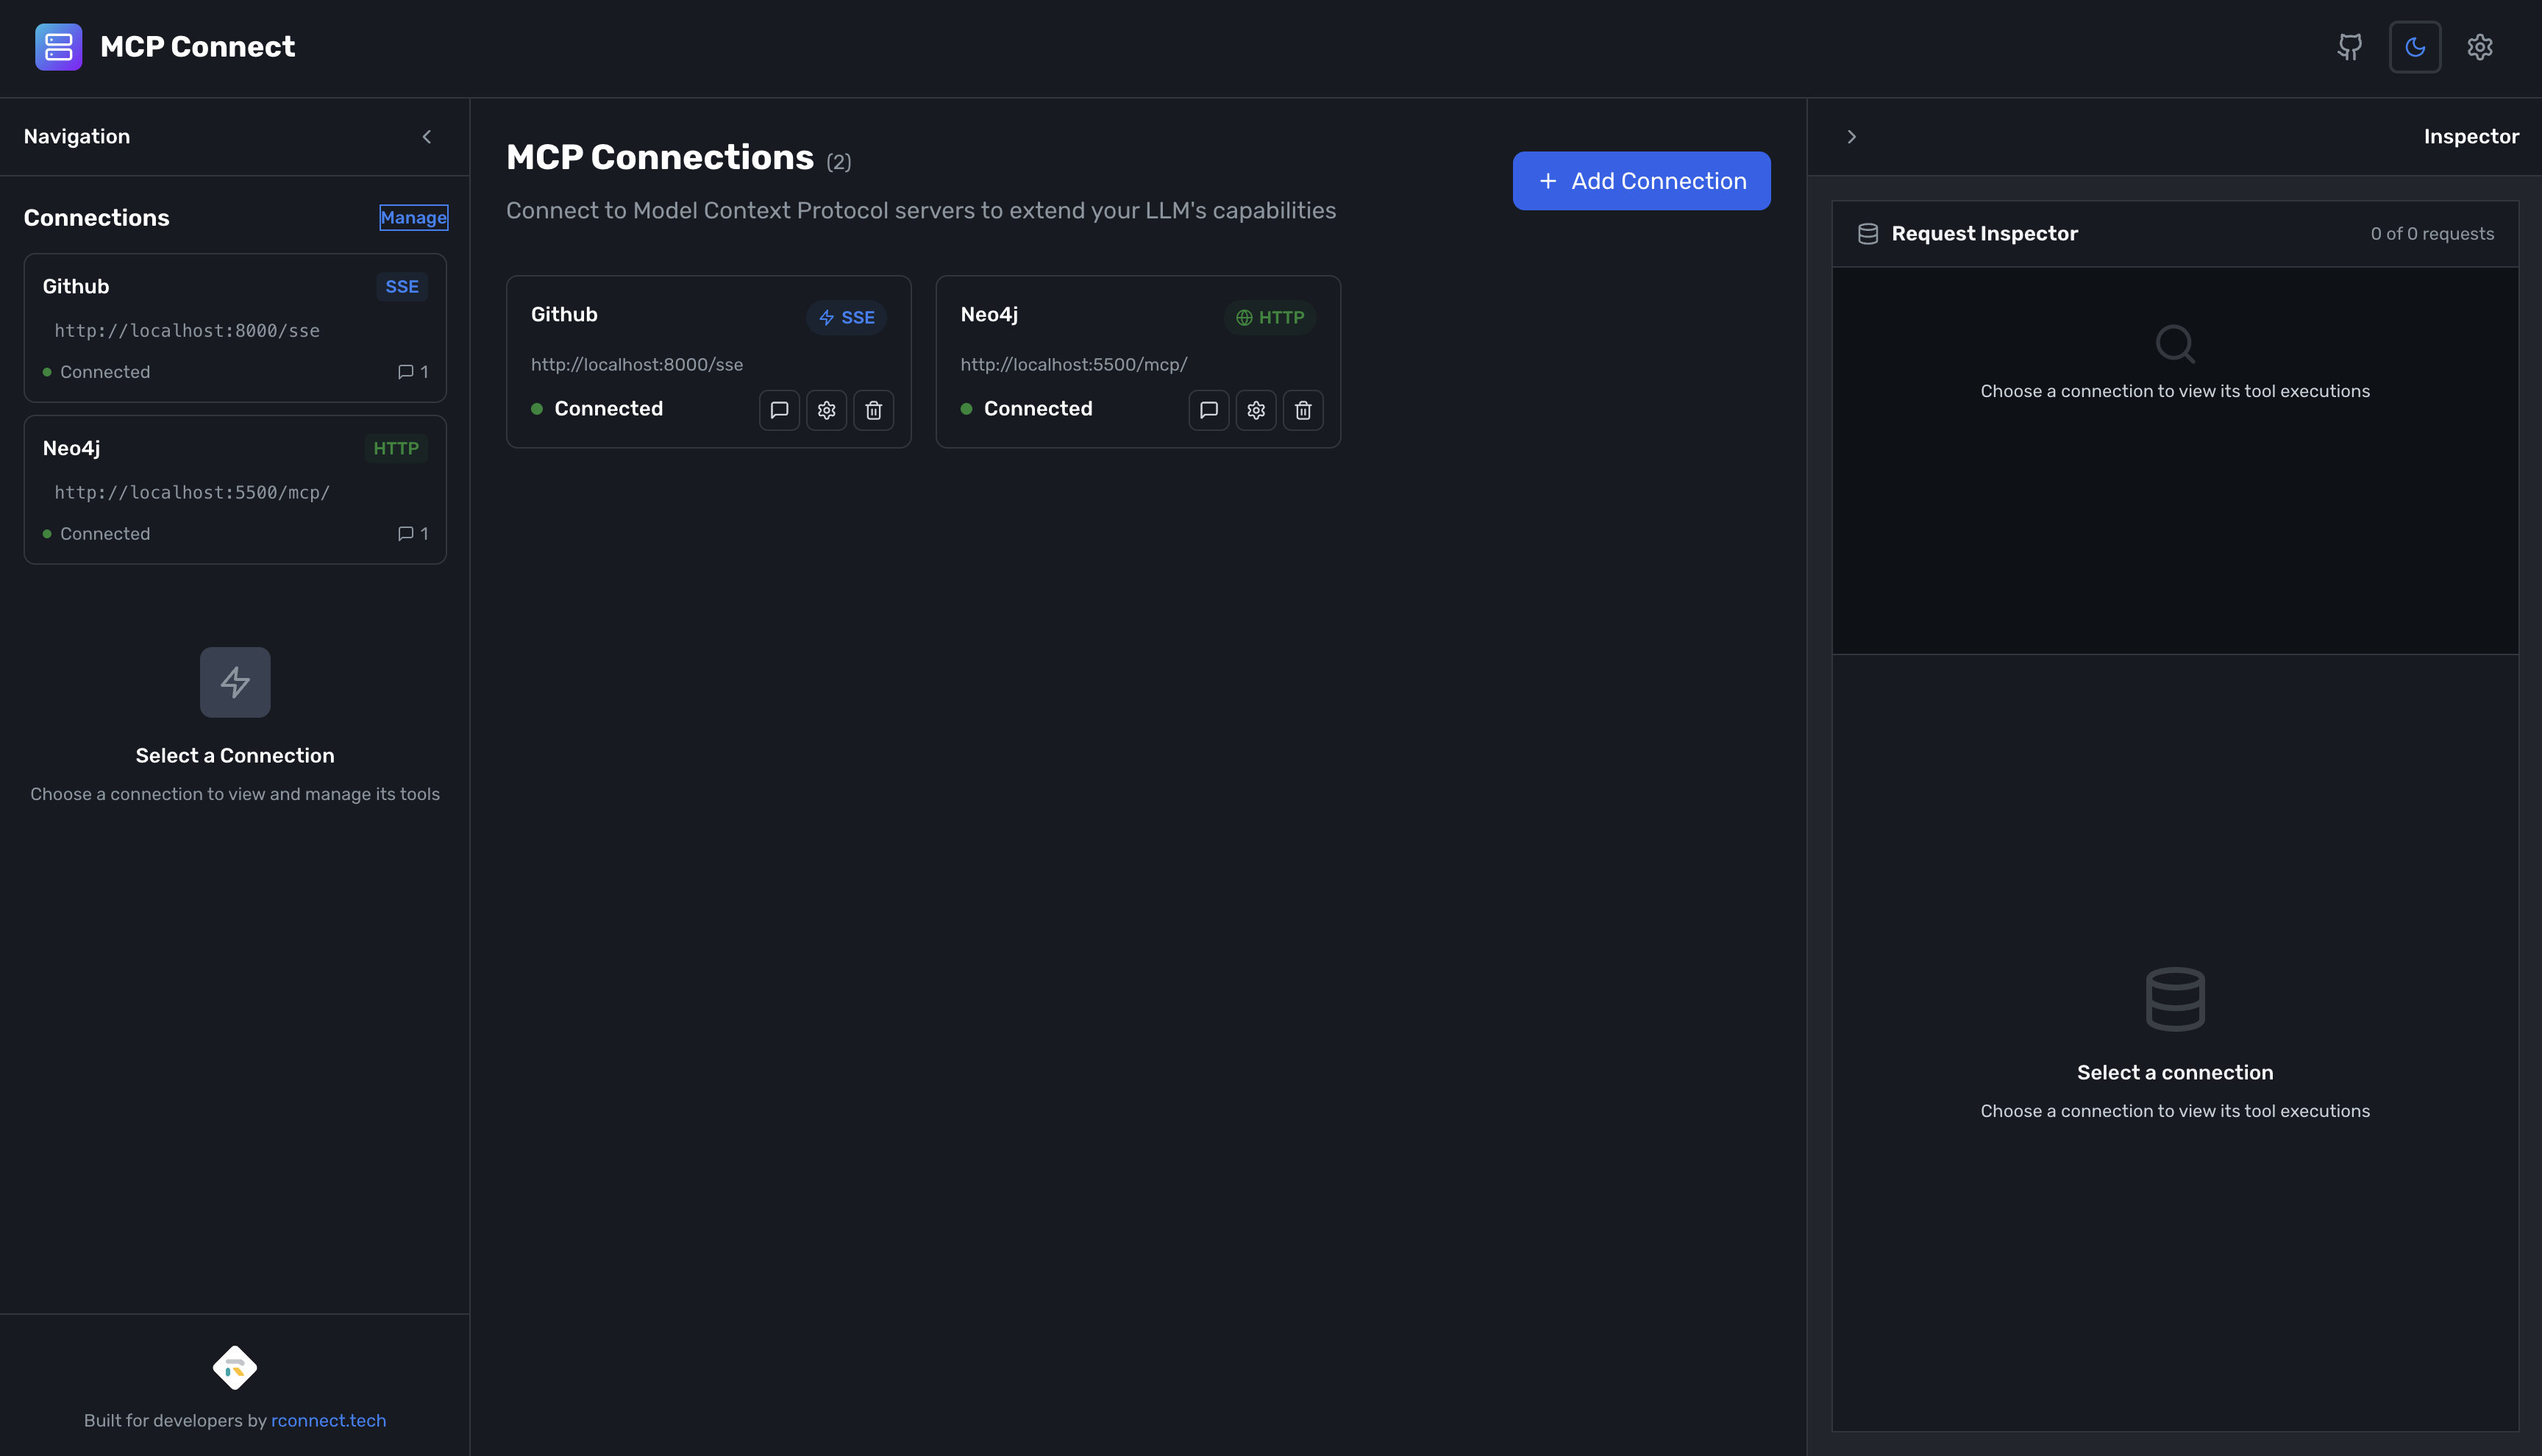 MCP Connect
Navigation
Connections
Manage
Github
SSE
http://localhost:8000/sse
Connected
1
Neo4j
HTTP
http://localhost:5500/mcp/
Connected
1
Select a Connection
Choose a connection to view and manage its tools
Built for developers by rconnect.tech
MCP Connections (2)
Connect to Model Context Protocol servers to extend your LLM's capabilities
+ Add Connection
Github
SSE
http://localhost:8000/sse
Connected
Neo4j
HTTP
http://localhost:5500/mcp/
Connected
Inspector
Request Inspector
0 of 0 requests
Choose a connection to view its tool executions
Select a connection
Choose a connection to view its tool executions